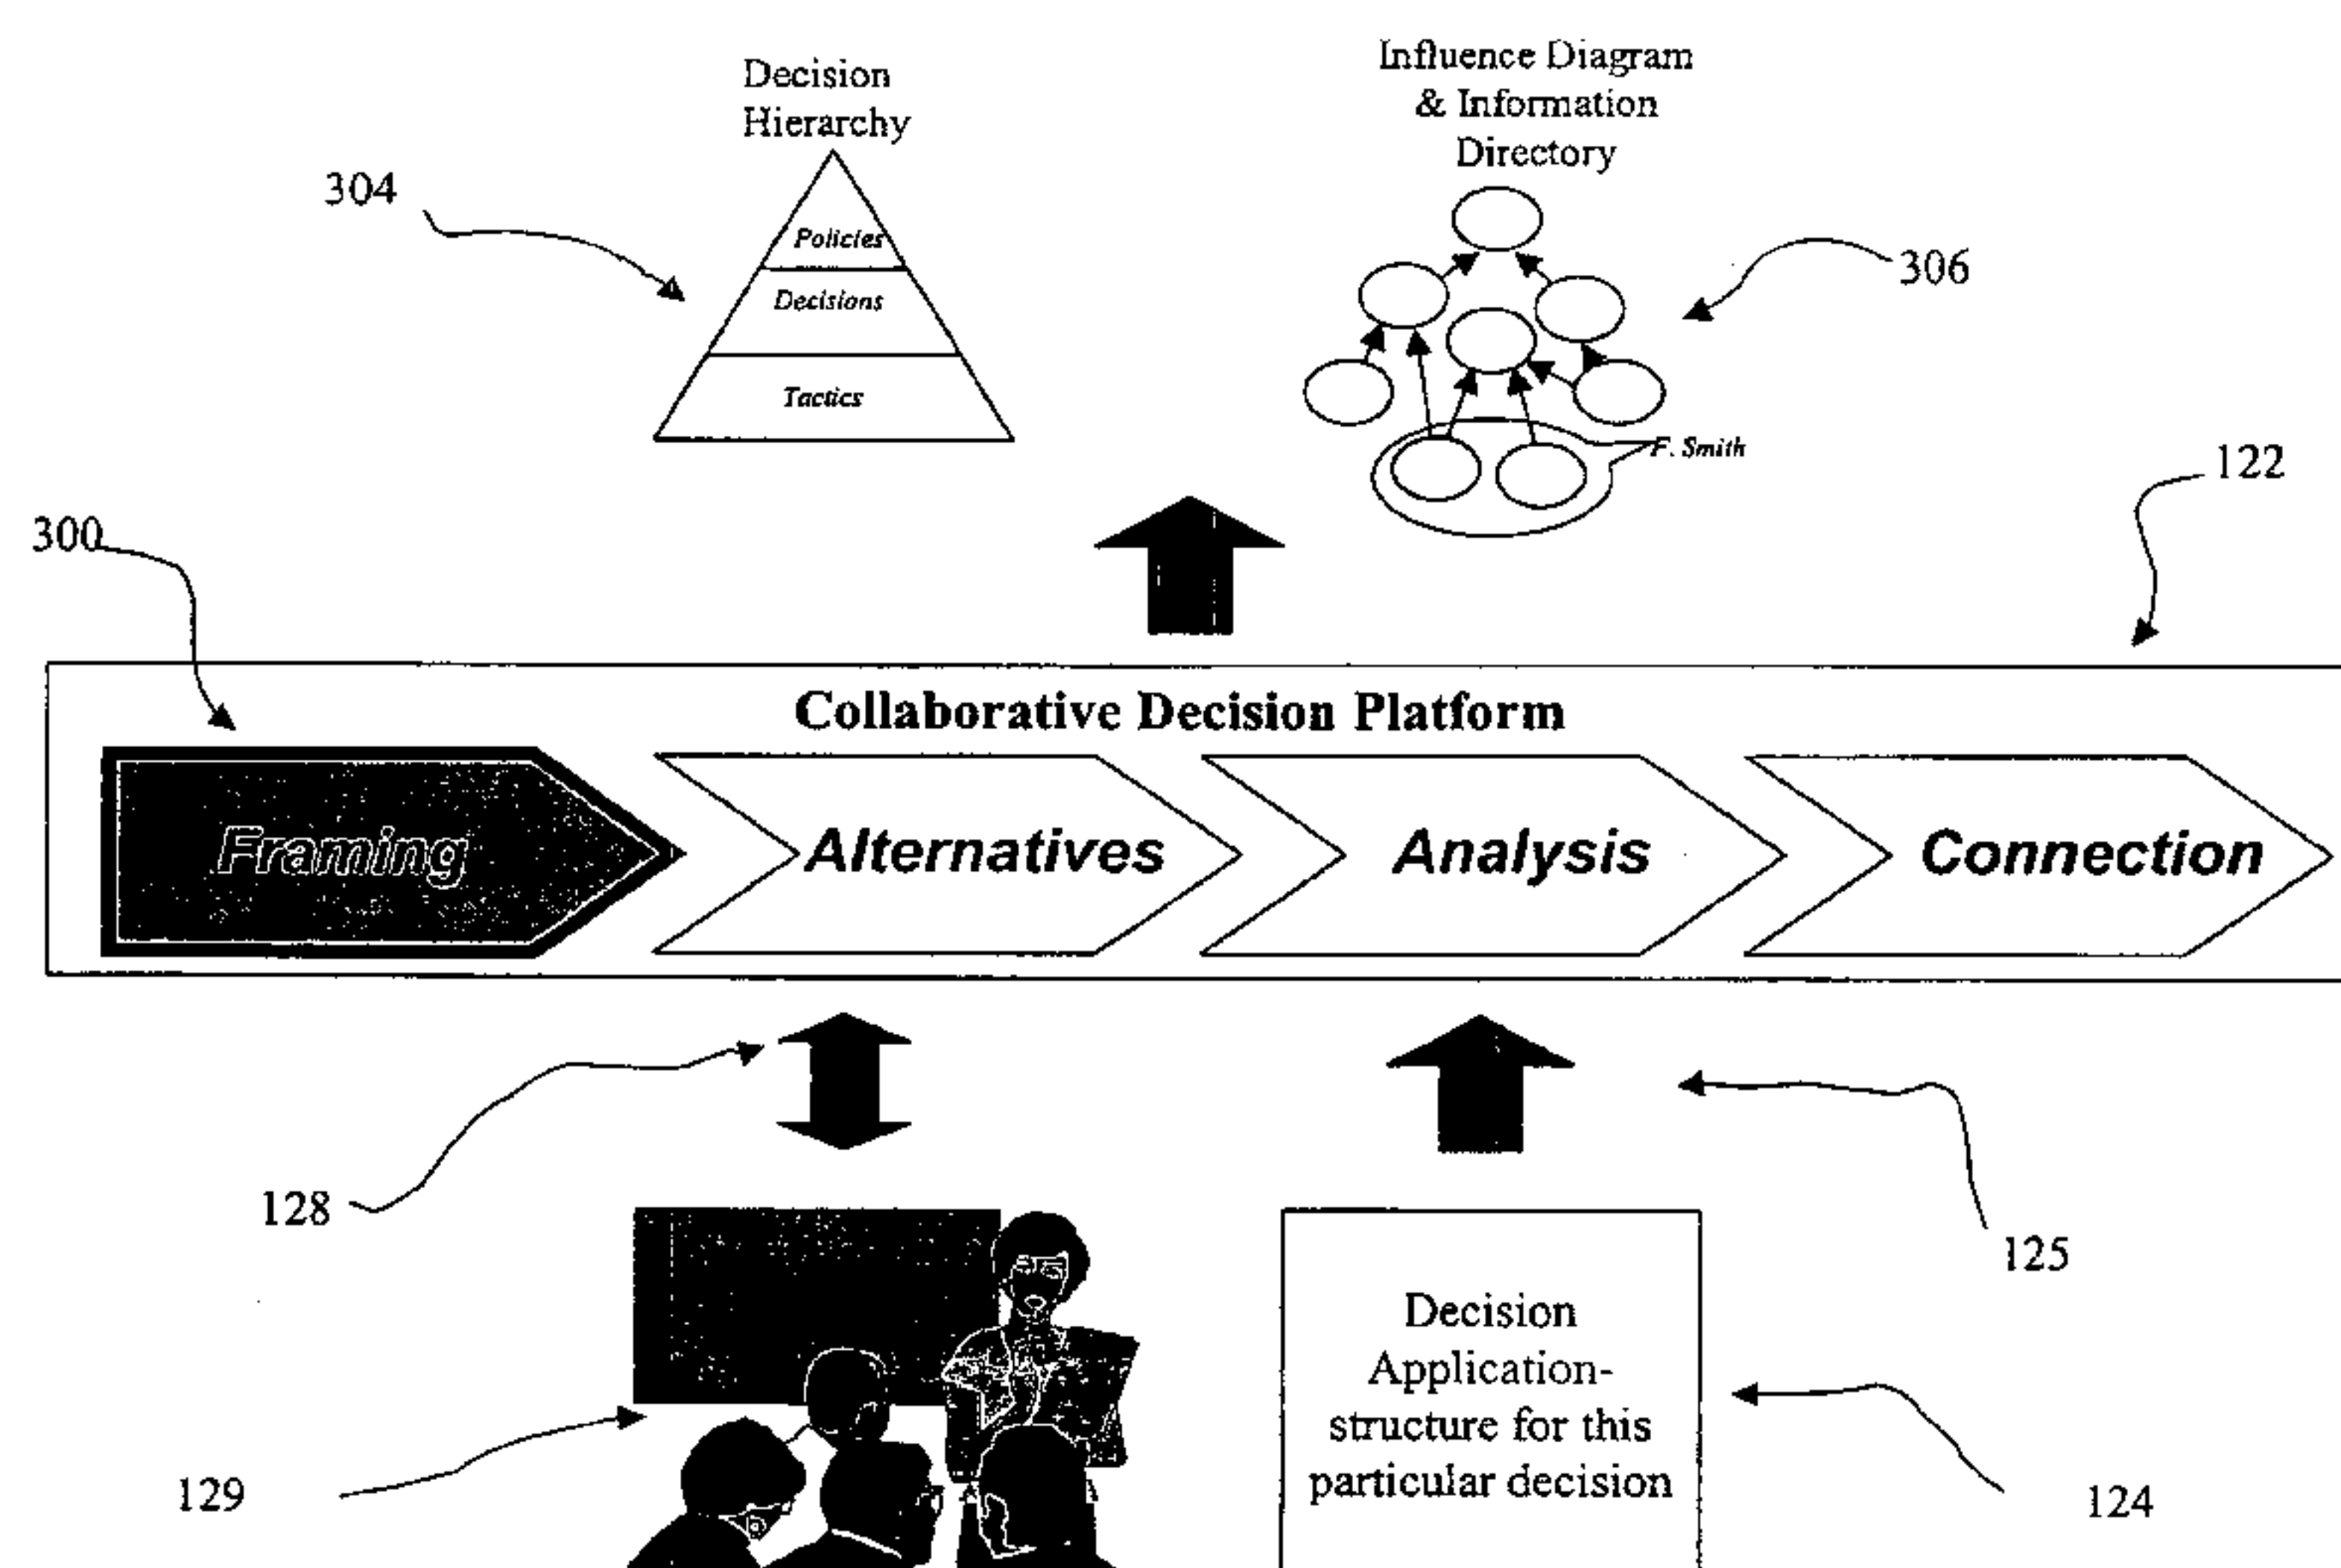 Decision
Hierarchy
Influence Diagram
& Information
Directory
304
Policies
306
Decisions
Tactics
F. Smith
122
300
Collaborative Decision Platform
Framing
Alternatives
Analysis
Connection
128
125
Decision
Application-
structure for this
particular decision
129
124